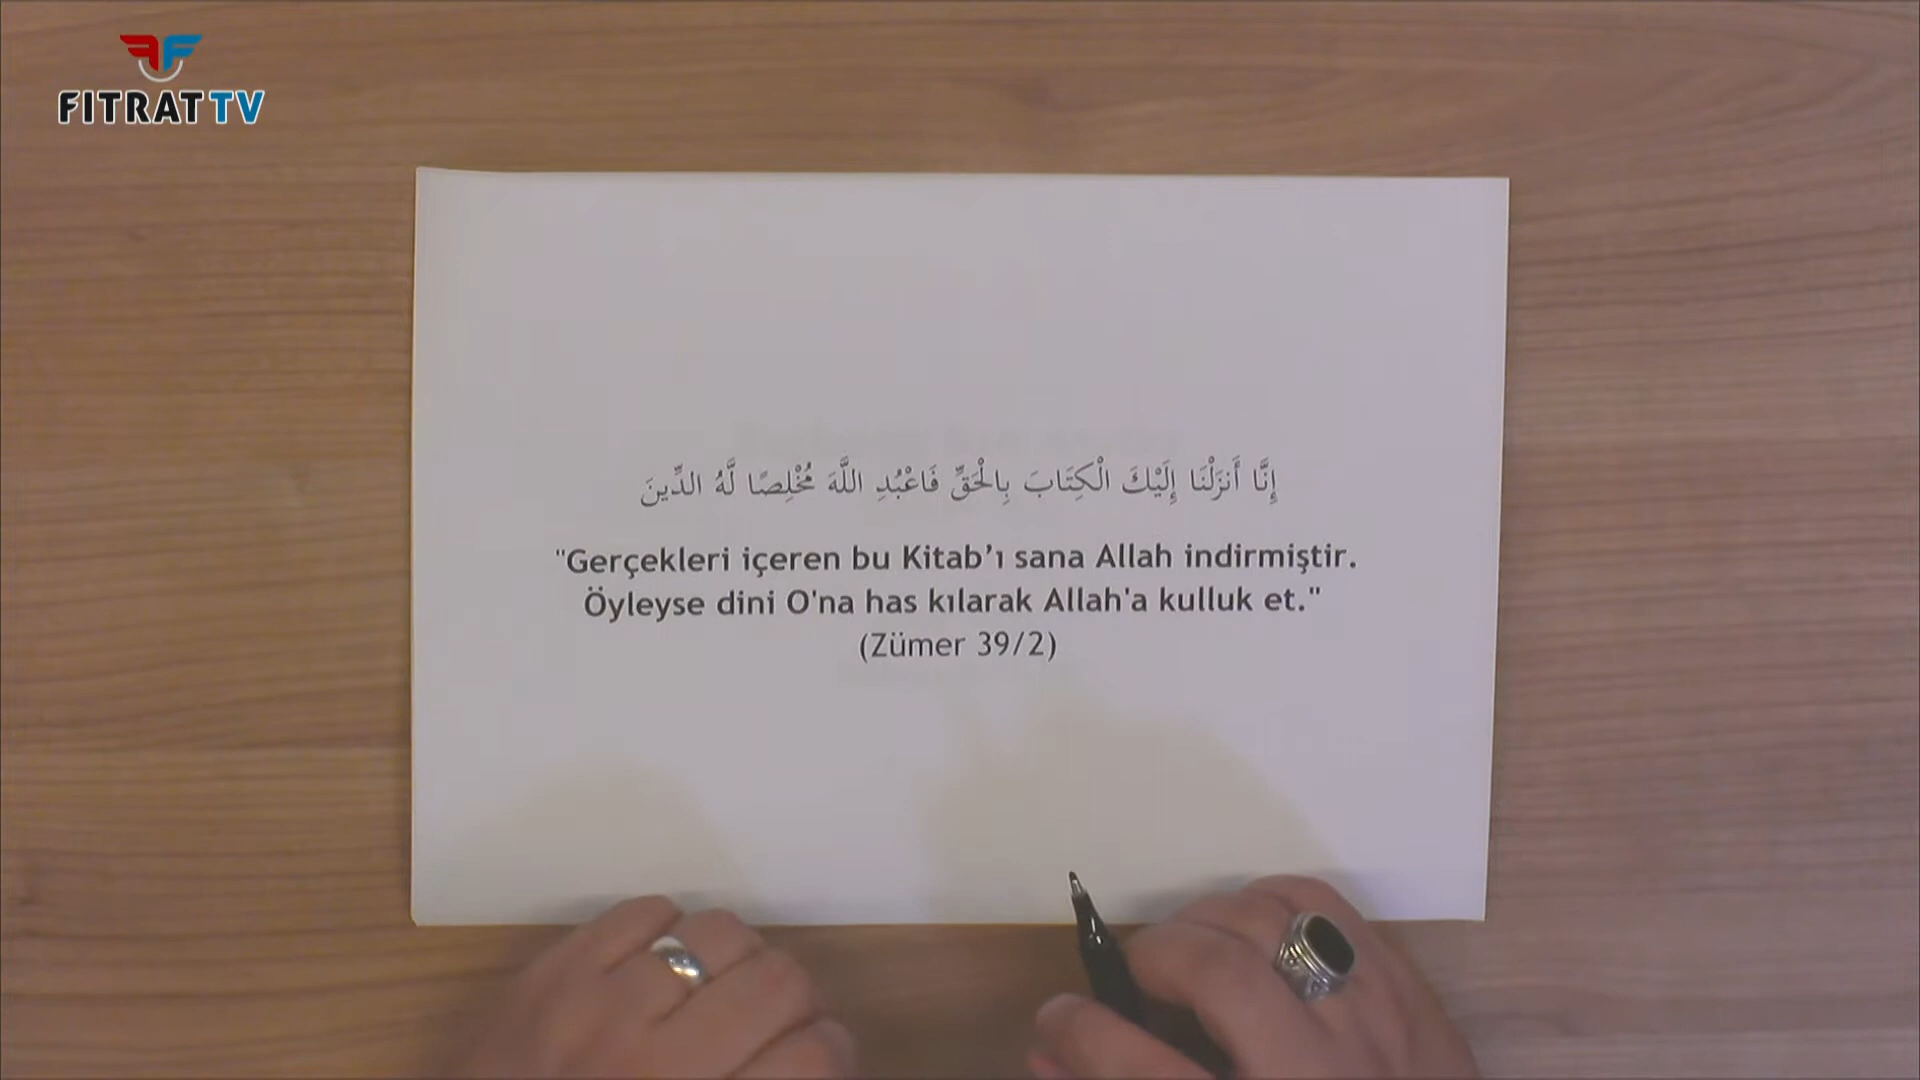 FITRAT TV
إِنَّا أَنزَلْنَا إِلَيْكَ الْكِتَابَ بِالْحَقِّ فَاعْبُدِ اللَّهَ مُخْلِصًا لَّهُ الدِّينَ
"Gerçekleri içeren bu Kitab’ı sana Allah indirmiştir.
Öyleyse dini O'na has kılarak Allah'a kulluk et."
(Zümer 39/2)